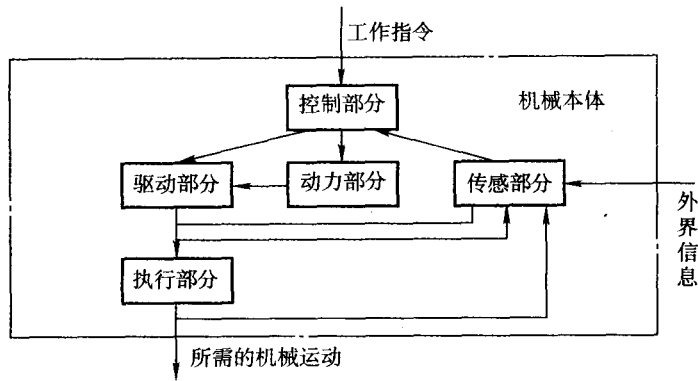 工作指令
控制部分
机械本体
驱动部分
动力部分
传感部分
外界信息
执行部分
所需的机械运动